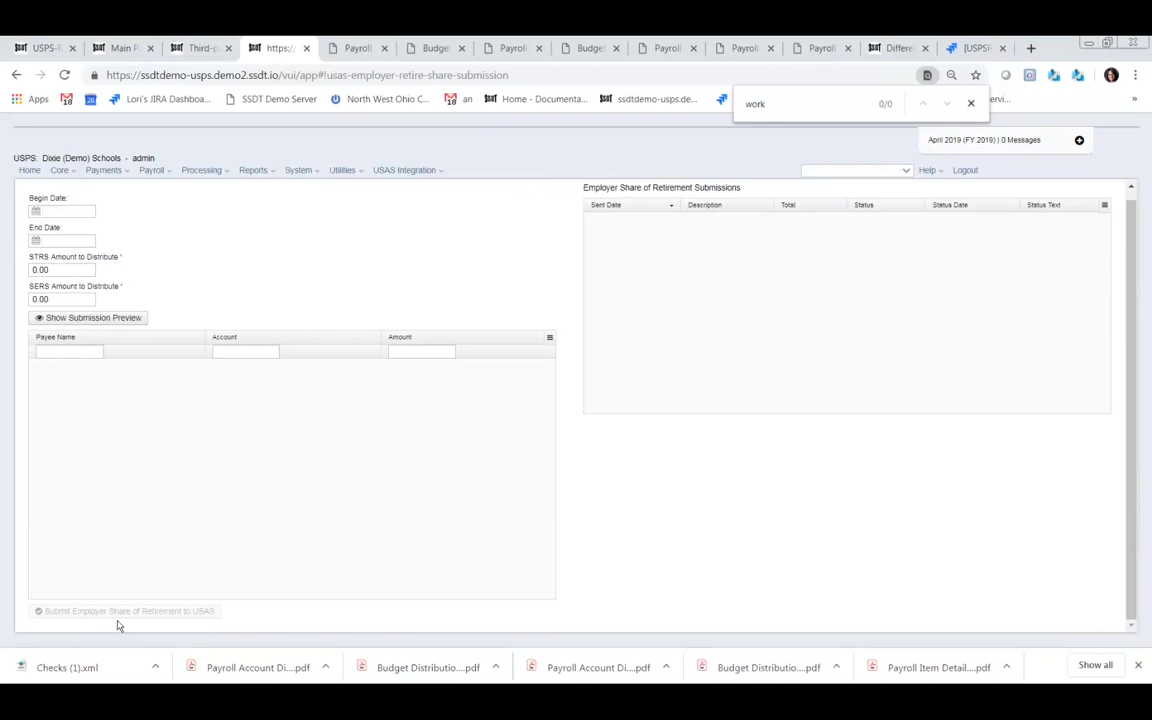 USPS-R
Main P
Third-p
https:/
Payroll
Budge
Payroll
Budge
Payroll
Payroll
Payroll
Differe
[USPSR
https://ssdtdemo-usps.demo2.ssdt.io/vui/app#!usas-employer-retire-share-submission
Apps
18
Lori's JIRA Dashboa...
SSDT Demo Server
North West Ohio C...
18
an
Home - Documenta...
ssdtdemo-usps.de...
work
0/0
»
April 2019 (FY 2019) | 0 Messages
USPS: Dixie (Demo) Schools - admin
Home Core Payments Payroll Processing Reports System Utilities USAS Integration Help Logout
Begin Date:
End Date:
STRS Amount to Distribute *
0.00
SERS Amount to Distribute *
0.00
Show Submission Preview
Payee Name Account Amount
Submit Employer Share of Retirement to USAS
Employer Share of Retirement Submissions
Sent Date Description Total Status Status Date Status Text
Checks (1).xml
Payroll Account Di....pdf
Budget Distributio....pdf
Payroll Account Di....pdf
Budget Distributio....pdf
Payroll Item Detail....pdf
Show all